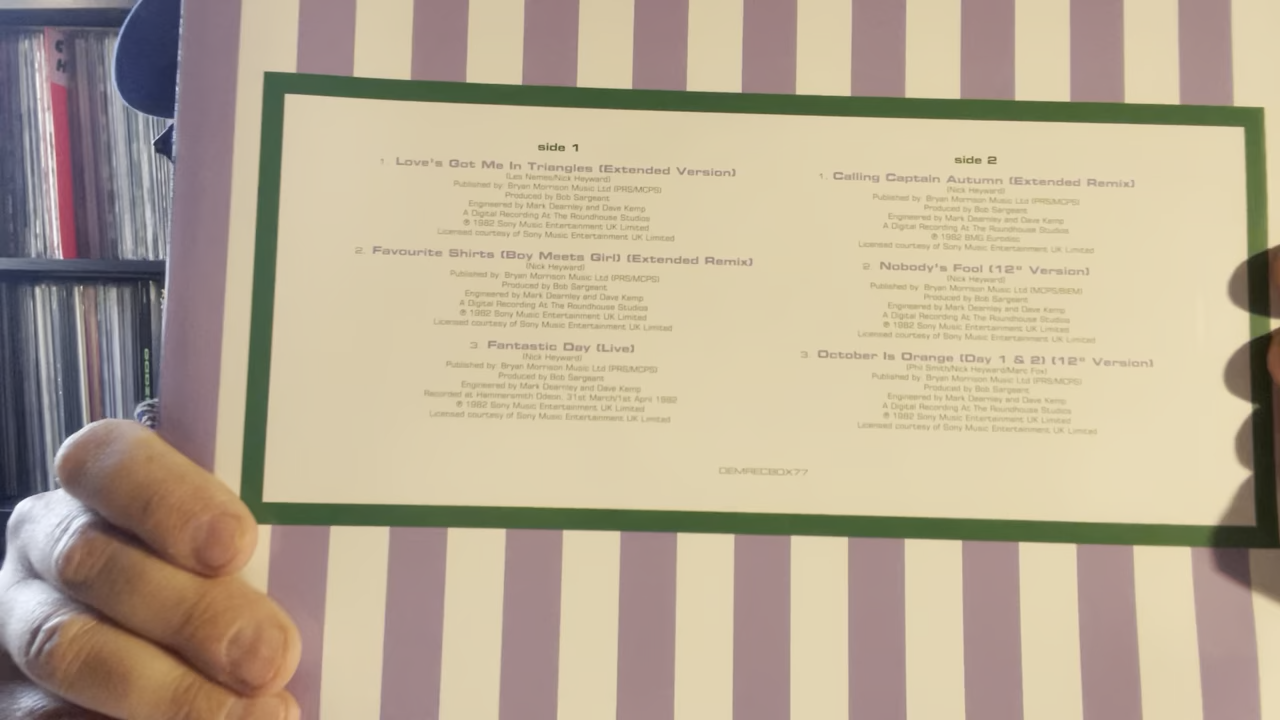 side 1
1. Love's Got Me In Triangles (Extended Version)
(Les Nemes/Nick Heyward)
Published by: Bryan Morrison Music Ltd (PRS/MCPS)
Produced by Bob Sargeant
Engineered by Mark Dearnley and Dave Kemp
A Digital Recording At The Roundhouse Studios
℗ 1982 Sony Music Entertainment UK Limited
Licensed courtesy of Sony Music Entertainment UK Limited
2. Favourite Shirts (Boy Meets Girl) (Extended Remix)
(Nick Heyward)
Published by: Bryan Morrison Music Ltd (PRS/MCPS)
Produced by Bob Sargeant
Engineered by Mark Dearnley and Dave Kemp
A Digital Recording At The Roundhouse Studios
℗ 1982 Sony Music Entertainment UK Limited
Licensed courtesy of Sony Music Entertainment UK Limited
3 Fantastic Day (Live)
(Nick Heyward)
Published by: Bryan Morrison Music Ltd (PRS/MCPS)
Produced by Bob Sargeant
Engineered by Mark Dearnley and Dave Kemp
Recorded at Hammersmith Odeon, 31st March/1st April 1982
℗ 1982 Sony Music Entertainment UK Limited
Licensed courtesy of Sony Music Entertainment UK Limited
side 2
1. Calling Captain Autumn (Extended Remix)
(Nick Heyward)
Published by: Bryan Morrison Music Ltd (PRS/MCPS)
Produced by Bob Sargeant
Engineered by Mark Dearnley and Dave Kemp
A Digital Recording At The Roundhouse Studios
℗ 1982 BMG Eurodisc
Licensed courtesy of Sony Music Entertainment UK Limited
2 Nobody's Fool (12" Version)
(Nick Heyward)
Published by: Bryan Morrison Music Ltd (MCPS/BIEM)
Produced by Bob Sargeant
Engineered by Mark Dearnley and Dave Kemp
A Digital Recording At The Roundhouse Studios
℗ 1982 Sony Music Entertainment UK Limited
Licensed courtesy of Sony Music Entertainment UK Limited
3 October Is Orange (Day 1 & 2) (12" Version)
(Phil Smith/Nick Heyward/Marc Fox)
Published by: Bryan Morrison Music Ltd (PRS/MCPS)
Produced by Bob Sargeant
Engineered by Mark Dearnley and Dave Kemp
A Digital Recording At The Roundhouse Studios
℗ 1982 Sony Music Entertainment UK Limited
Licensed courtesy of Sony Music Entertainment UK Limited
DEMRECBOX77